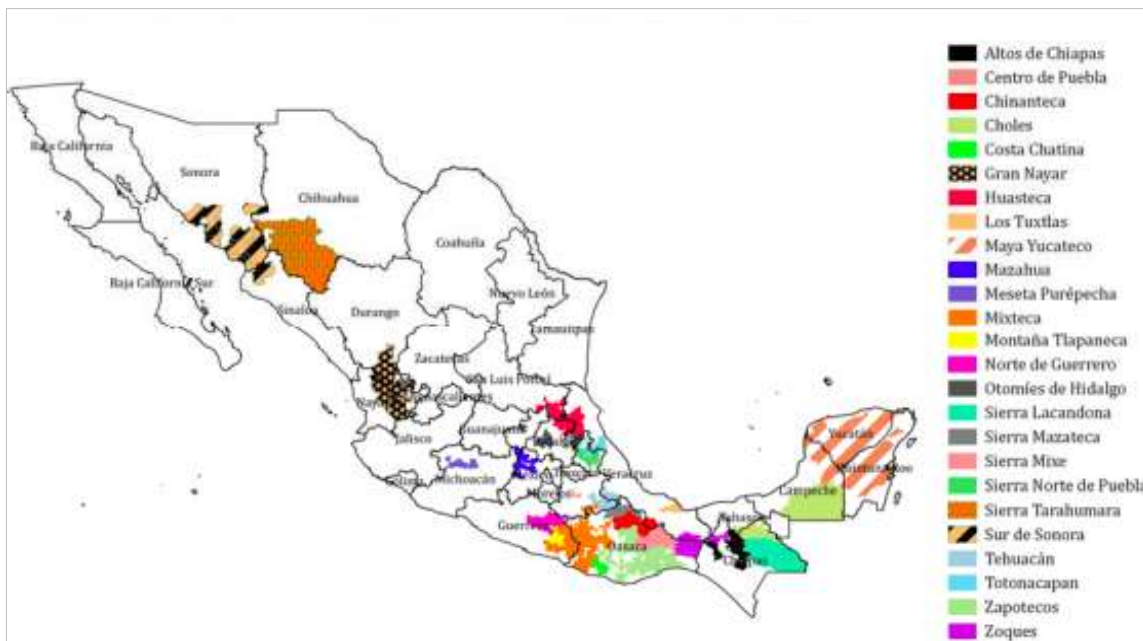 Baja California
Sonora
Chihuahua
Coahuila
Baja California Sur
Sinaloa
Nuevo León
Durango
Tamaulipas
Zacatecas
San Luis Potosí
Aguascalientes
Jalisco
Guanajuato
Colima
Michoacán
Morelos
Veracruz
Guerrero
Oaxaca
Tabasco
Chiapas
Campeche
Yucatán
Quintana Roo
Altos de Chiapas
Centro de Puebla
Chinanteca
Choles
Costa Chatina
Gran Nayar
Huasteca
Los Tuxtlas
Maya Yucateco
Mazahua
Meseta Purépecha
Mixteca
Montaña Tlapaneca
Norte de Guerrero
Otomíes de Hidalgo
Sierra Lacandona
Sierra Mazateca
Sierra Mixe
Sierra Norte de Puebla
Sierra Tarahumara
Sur de Sonora
Tehuacán
Totonacapan
Zapotecos
Zoques